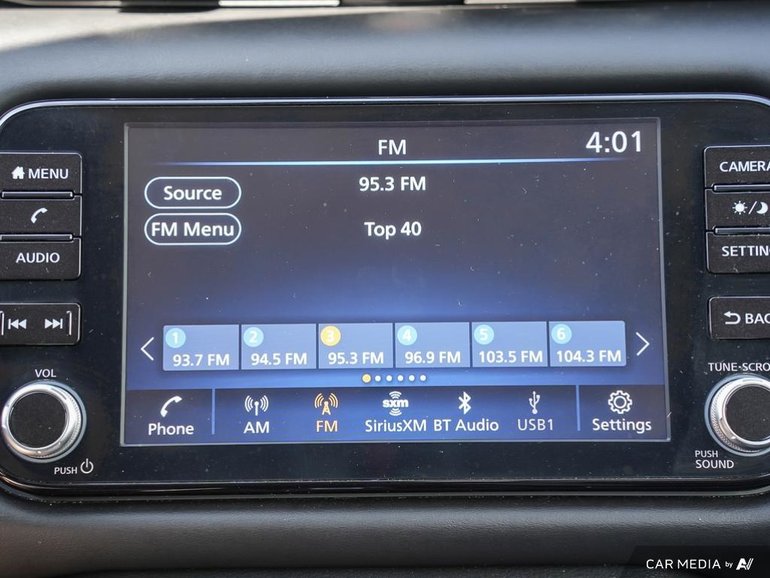 FM
4:01
MENU
CAMERA
Source
95.3 FM
FM Menu
Top 40
AUDIO
SETTING
1 2 3 4 5 6
93.7 FM 94.5 FM 95.3 FM 96.9 FM 103.5 FM 104.3 FM
BAC
VOL
TUNE-SCRO
sxm
Phone AM FM SiriusXM BT Audio USB1 Settings
PUSH
PUSH
SOUND
CAR MEDIA by AV